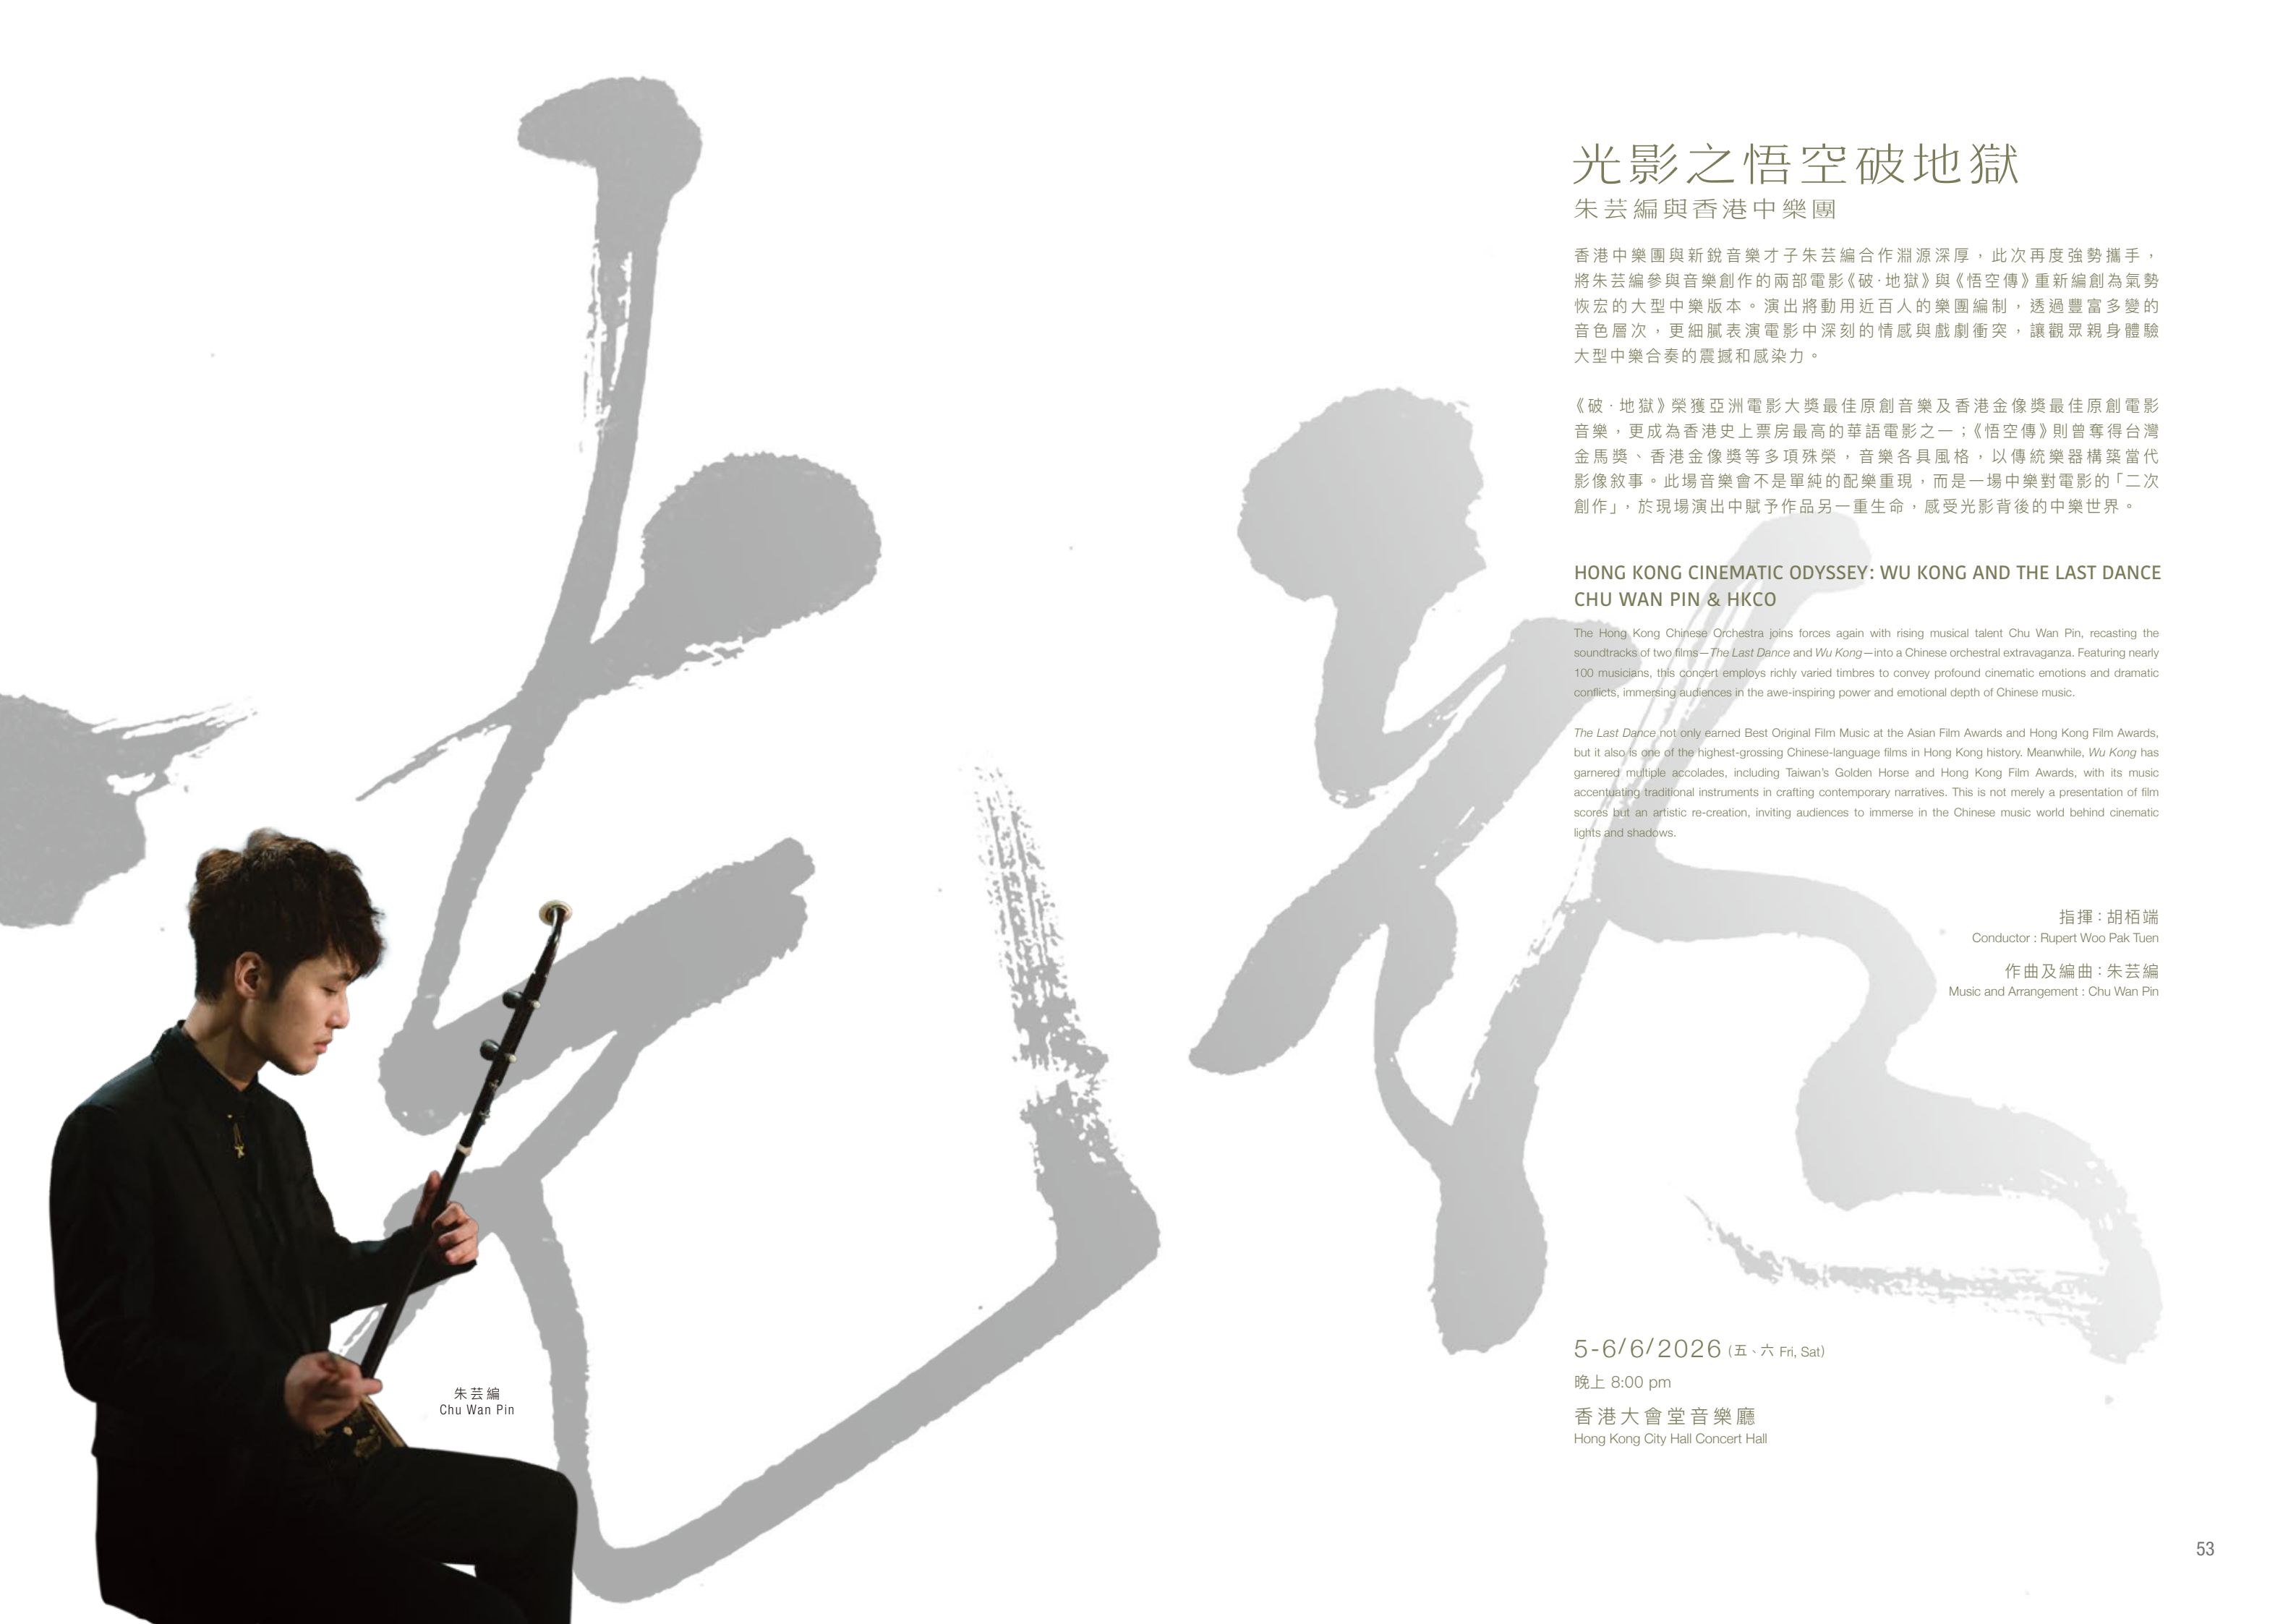 光影之悟空破地獄
朱芸編與香港中樂團
香港中樂團與新銳音樂才子朱芸編合作淵源深厚，此次再度強勢攜手，
將朱芸編參與音樂創作的兩部電影《破·地獄》與《悟空傳》重新編創為氣勢
恢宏的大型中樂版本。演出將動用近百人的樂團編制，透過豐富多變的
音色層次，更細膩表演電影中深刻的情感與戲劇衝突，讓觀眾親身體驗
大型中樂合奏的震撼和感染力。
《破·地獄》榮獲亞洲電影大獎最佳原創音樂及香港金像獎最佳原創電影
音樂，更成為香港史上票房最高的華語電影之一；《悟空傳》則曾奪得台灣
金馬獎、香港金像獎等多項殊榮，音樂各具風格，以傳統樂器構築當代
影像敘事。此場音樂會不是單純的配樂重現，而是一場中樂對電影的「二次
創作」，於現場演出中賦予作品另一重生命，感受光影背後的中樂世界。
HONG KONG CINEMATIC ODYSSEY: WU KONG AND THE LAST DANCE
CHU WAN PIN & HKCO
The Hong Kong Chinese Orchestra joins forces again with rising musical talent Chu Wan Pin, recasting the
soundtracks of two films—The Last Dance and Wu Kong—into a Chinese orchestral extravaganza. Featuring nearly
100 musicians, this concert employs richly varied timbres to convey profound cinematic emotions and dramatic
conflicts, immersing audiences in the awe-inspiring power and emotional depth of Chinese music.
The Last Dance not only earned Best Original Film Music at the Asian Film Awards and Hong Kong Film Awards,
but it also is one of the highest-grossing Chinese-language films in Hong Kong history. Meanwhile, Wu Kong has
garnered multiple accolades, including Taiwan's Golden Horse and Hong Kong Film Awards, with its music
accentuating traditional instruments in crafting contemporary narratives. This is not merely a presentation of film
scores but an artistic re-creation, inviting audiences to immerse in the Chinese music world behind cinematic
lights and shadows.
指揮：胡栢端
Conductor : Rupert Woo Pak Tuen
作曲及編曲：朱芸編
Music and Arrangement : Chu Wan Pin
朱芸編
Chu Wan Pin
5-6/6/2026 (五、六 Fri, Sat)
晚上 8:00 pm
香港大會堂音樂廳
Hong Kong City Hall Concert Hall
53